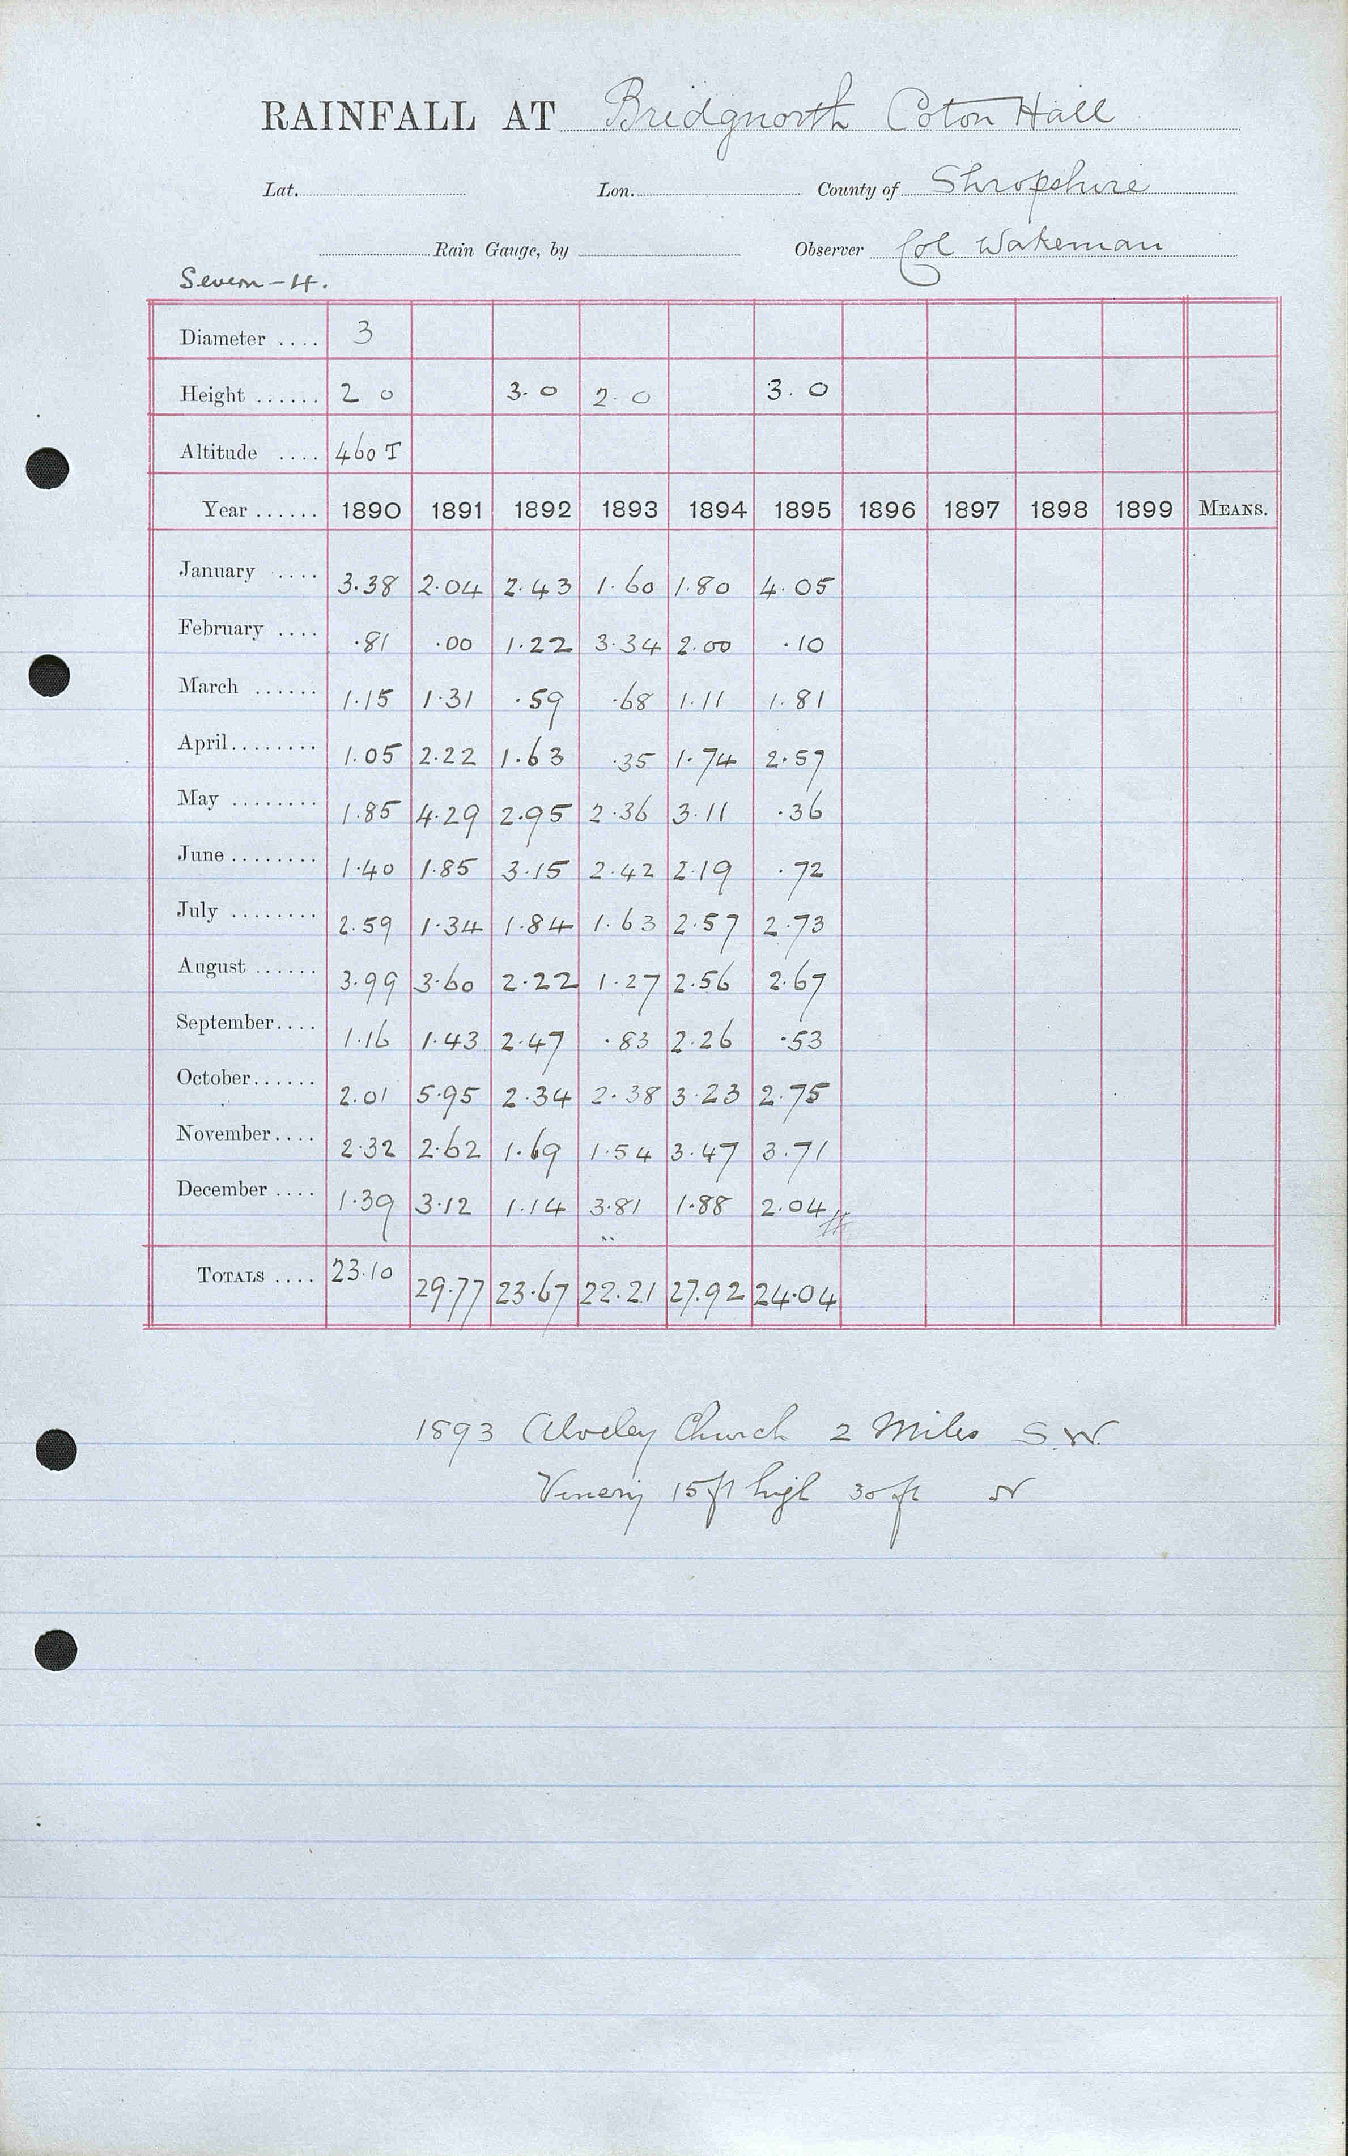 RAINFALL AT Bridgnorth Coton Hall
Lat. Lon. County of Shropshire
Rain Gauge, by Observer Col Wakeman
Severn - 4.
Diameter .... 3
Height ...... 2 0 3. 0 2. 0 3. 0
Altitude .... 460 T
Year ...... 1890 1891 1892 1893 1894 1895 1896 1897 1898 1899 MEANS.
January .... 3.38 2.04 2.43 1.60 1.80 4.05
February .... .81 .00 1.22 3.34 2.00 .10
March ...... 1.15 1.31 .59 .68 1.11 1.81
April ........ 1.05 2.22 1.63 .35 1.74 2.57
May ........ 1.85 4.29 2.95 2.36 3.11 .36
June ........ 1.40 1.85 3.15 2.42 2.19 .72
July ........ 2.59 1.34 1.84 1.63 2.57 2.73
August ...... 3.99 3.60 2.22 1.27 2.56 2.67
September.... 1.16 1.43 2.47 .83 2.26 .53
October...... 2.01 5.95 2.34 2.38 3.23 2.75
November.... 2.32 2.62 1.69 1.54 3.47 3.71
December .... 1.39 3.12 1.14 3.81 1.88 2.04
TOTALS .... 23.10 29.77 23.67 22.21 27.92 24.04
1893 Alveley Church 2 Miles S.W.
15 ft high 30 ft N